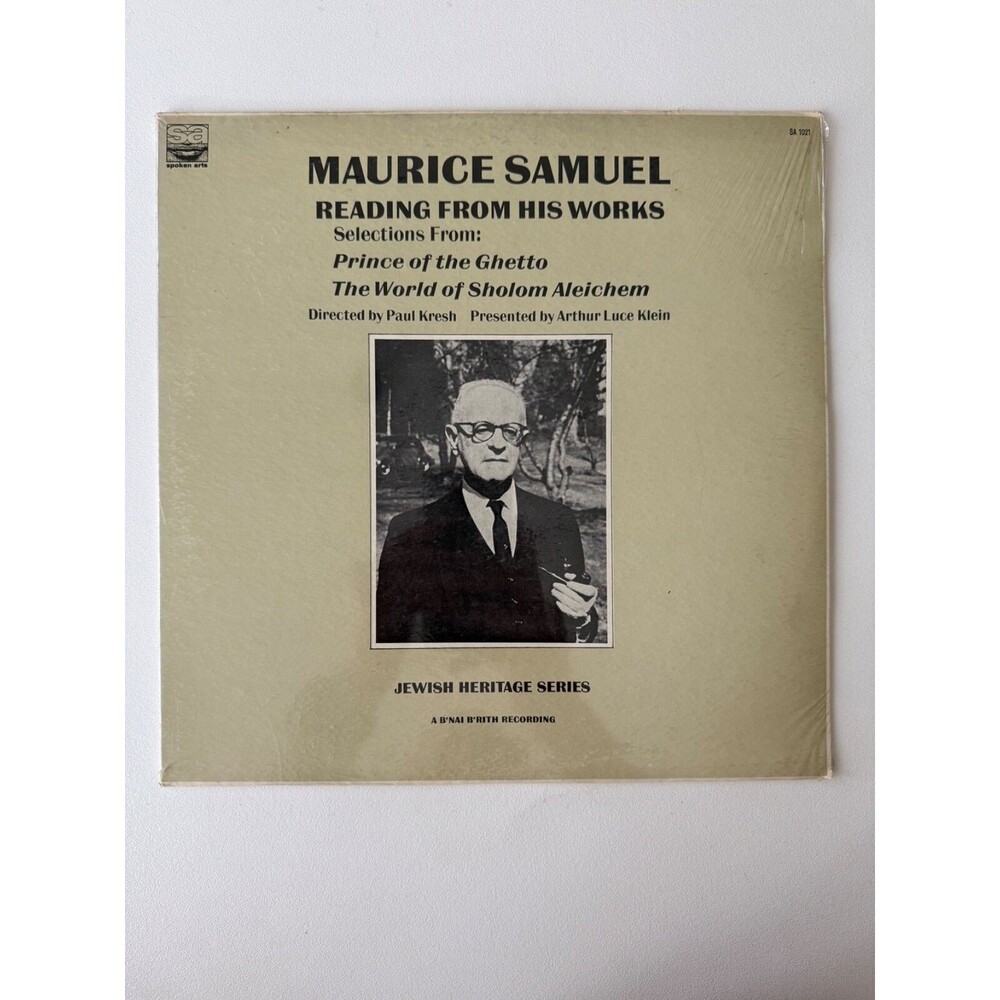 sa
spoken arts
SA 1021
MAURICE SAMUEL
READING FROM HIS WORKS
Selections From:
Prince of the Ghetto
The World of Sholom Aleichem
Directed by Paul Kresh Presented by Arthur Luce Klein
JEWISH HERITAGE SERIES
A B'NAI B'RITH RECORDING